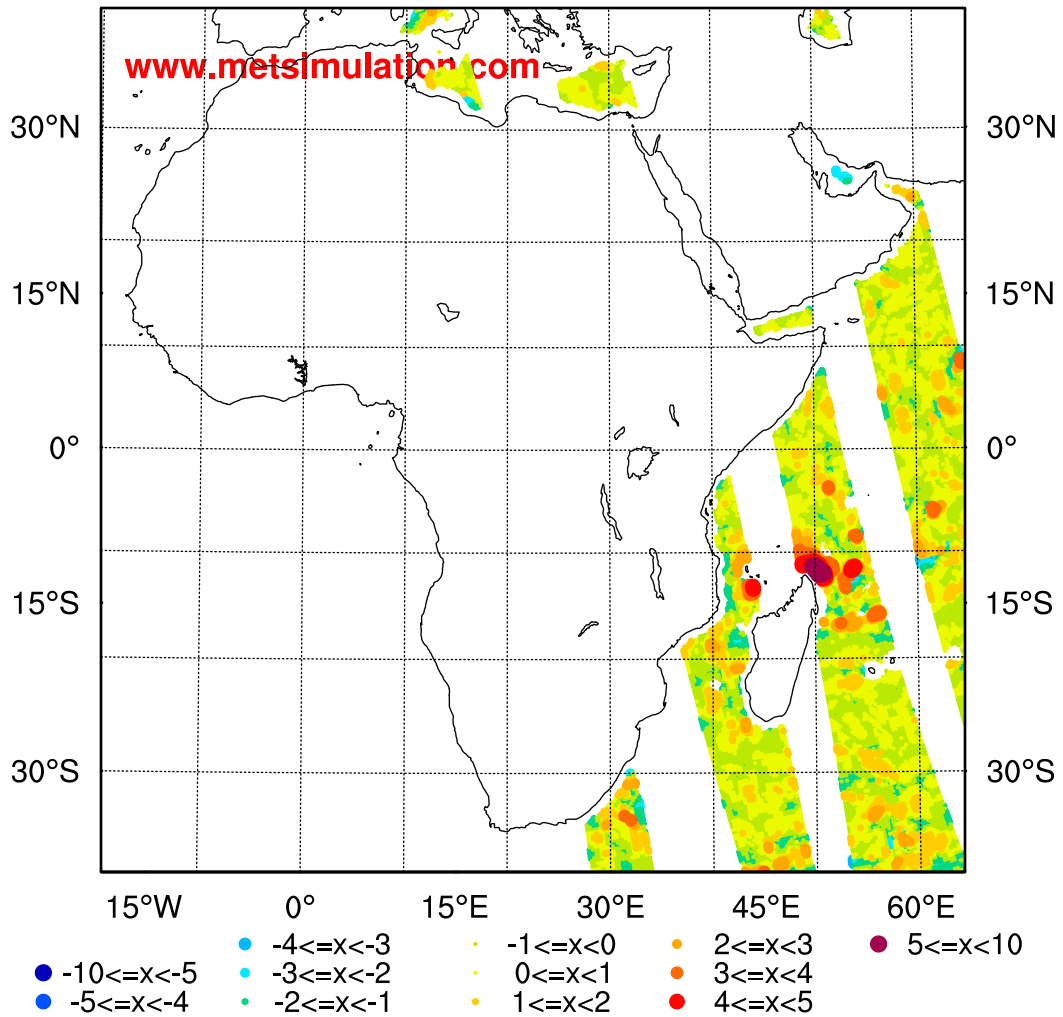 www.metsimulation.com
30°N 30°N
15°N 15°N
0° 0°
15°S 15°S
30°S 30°S
15°W 0° 15°E 30°E 45°E 60°E
-4<=x<-3 -1<=x<0 2<=x<3 5<=x<10
-10<=x<-5 -3<=x<-2 0<=x<1 3<=x<4
-5<=x<-4 -2<=x<-1 1<=x<2 4<=x<5